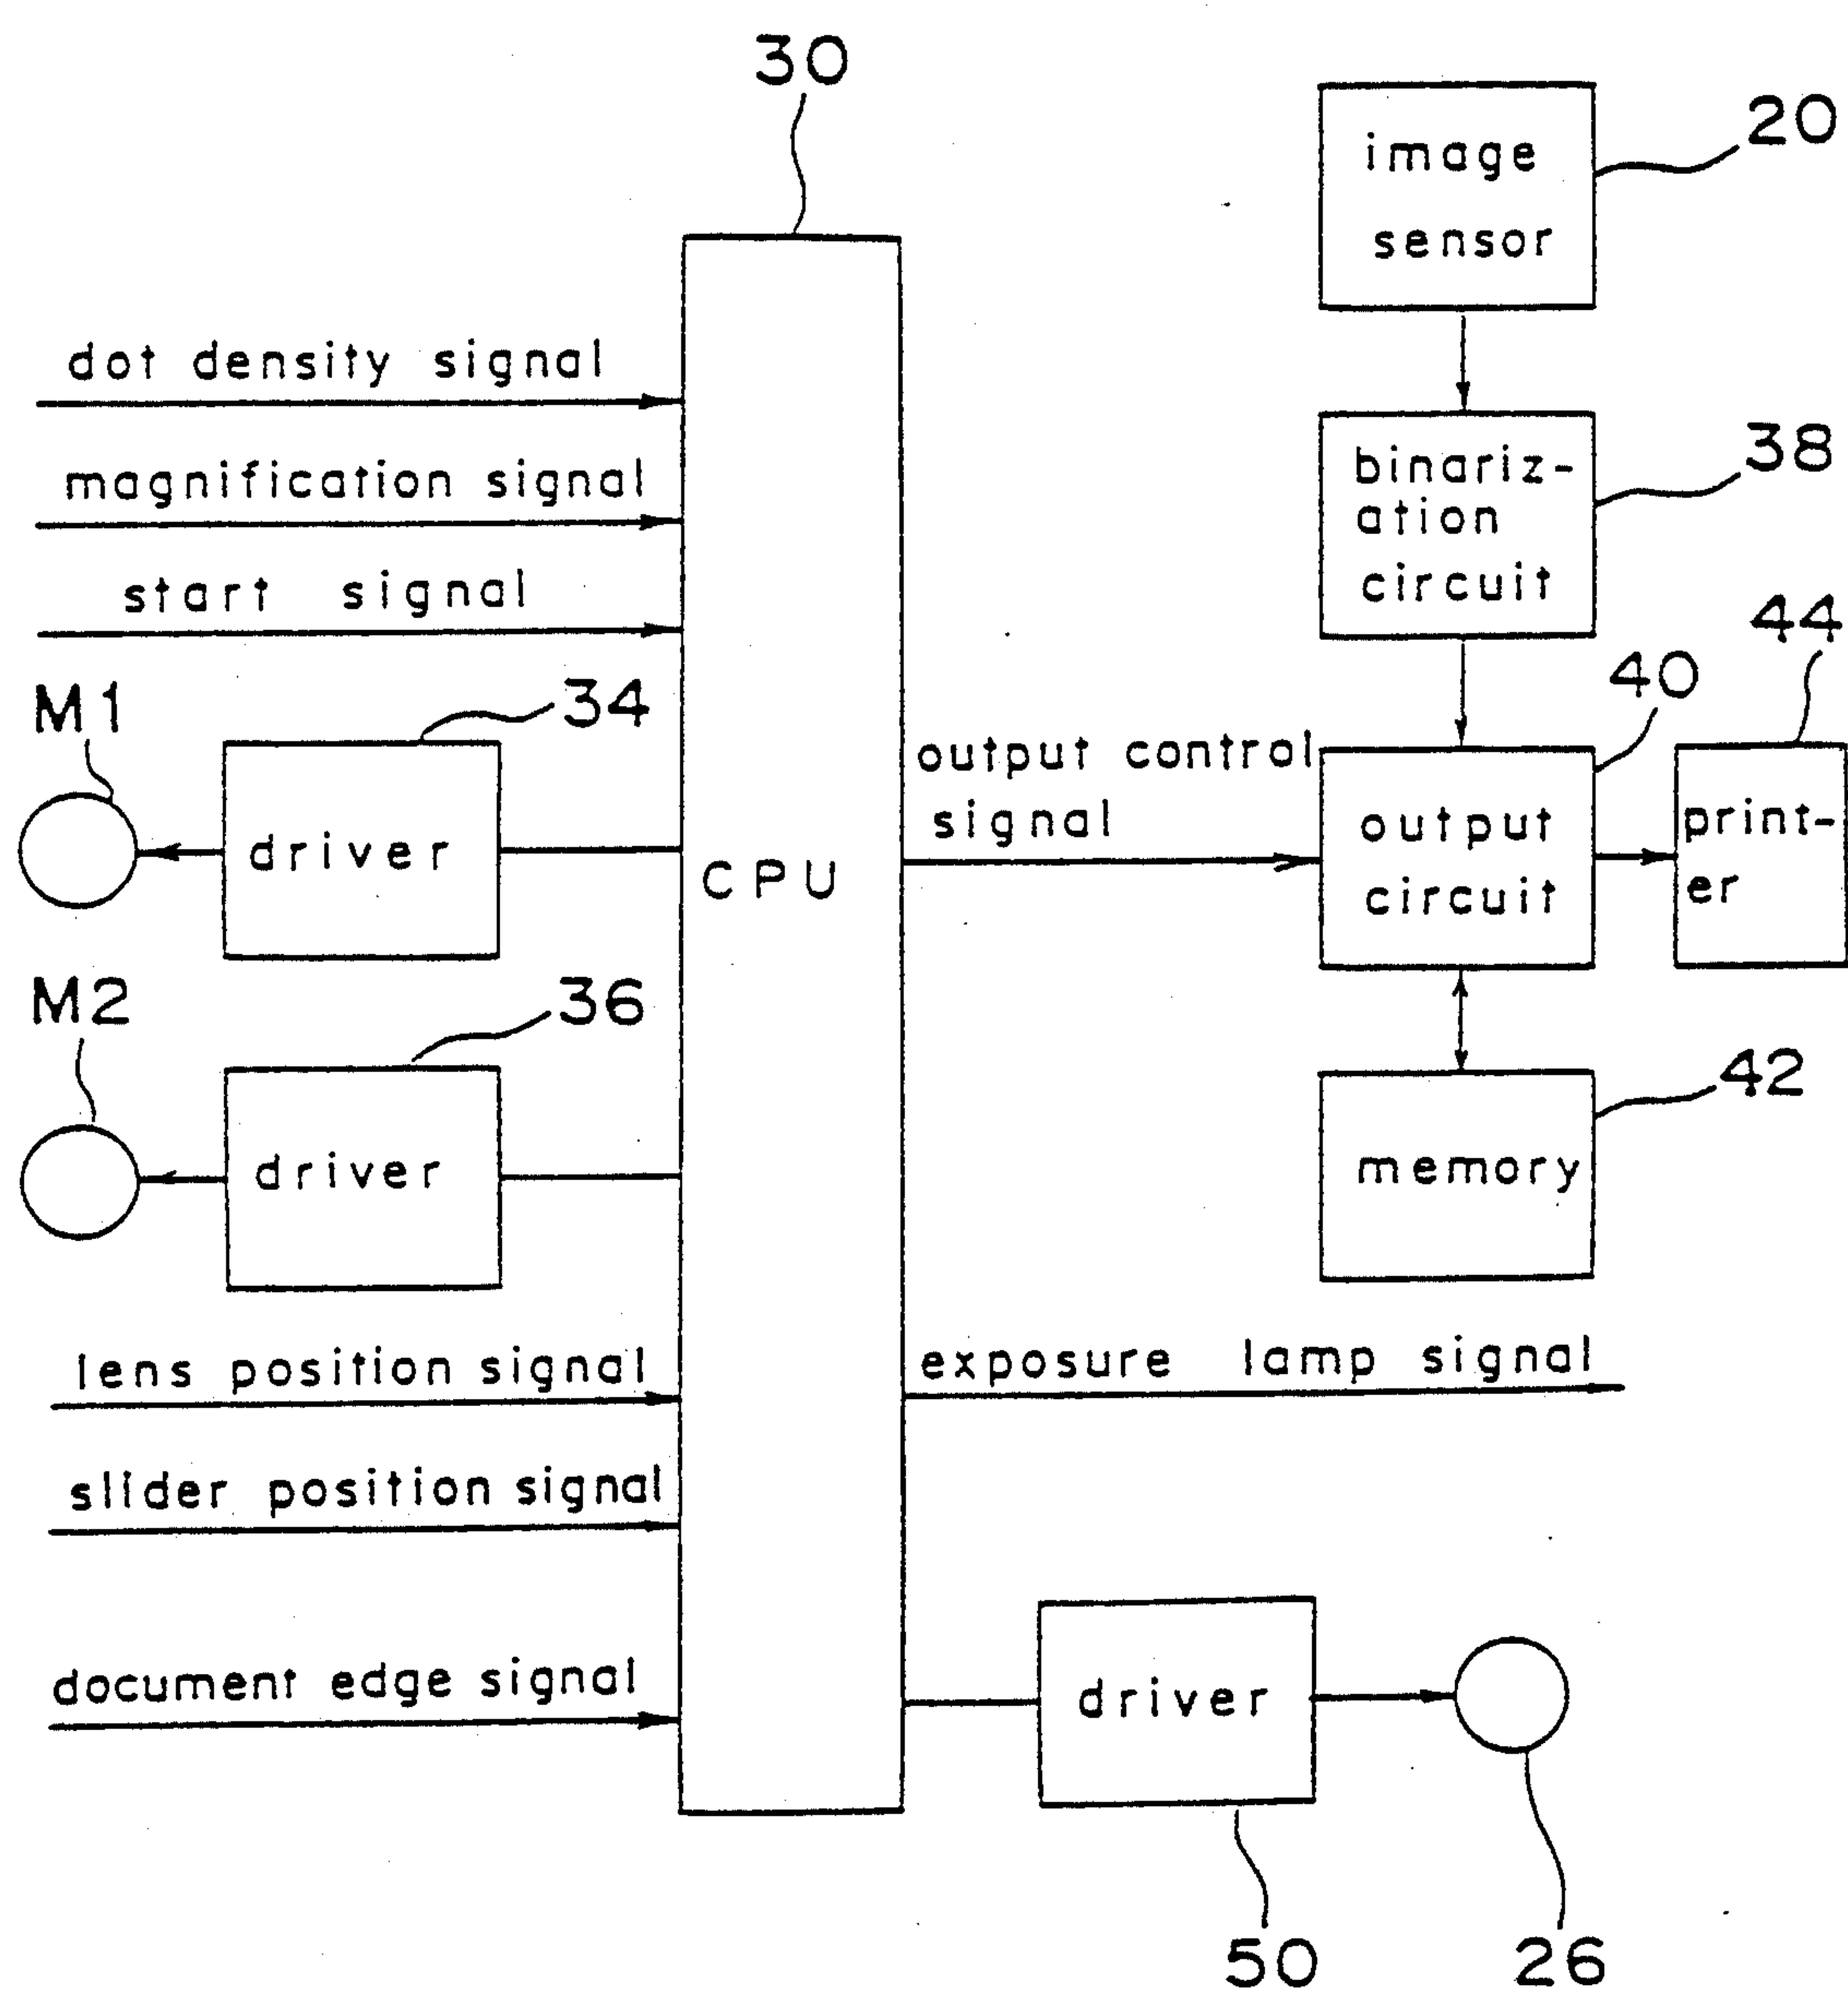 30
image
sensor
20
dot density signal
magnification signal
start signal
binariz-
ation
circuit
38
M1
34
driver
CPU
output control
signal
output
circuit
40
print-
er
44
M2
36
driver
memory
42
lens position signal
exposure lamp signal
slider position signal
document edge signal
driver
50
26